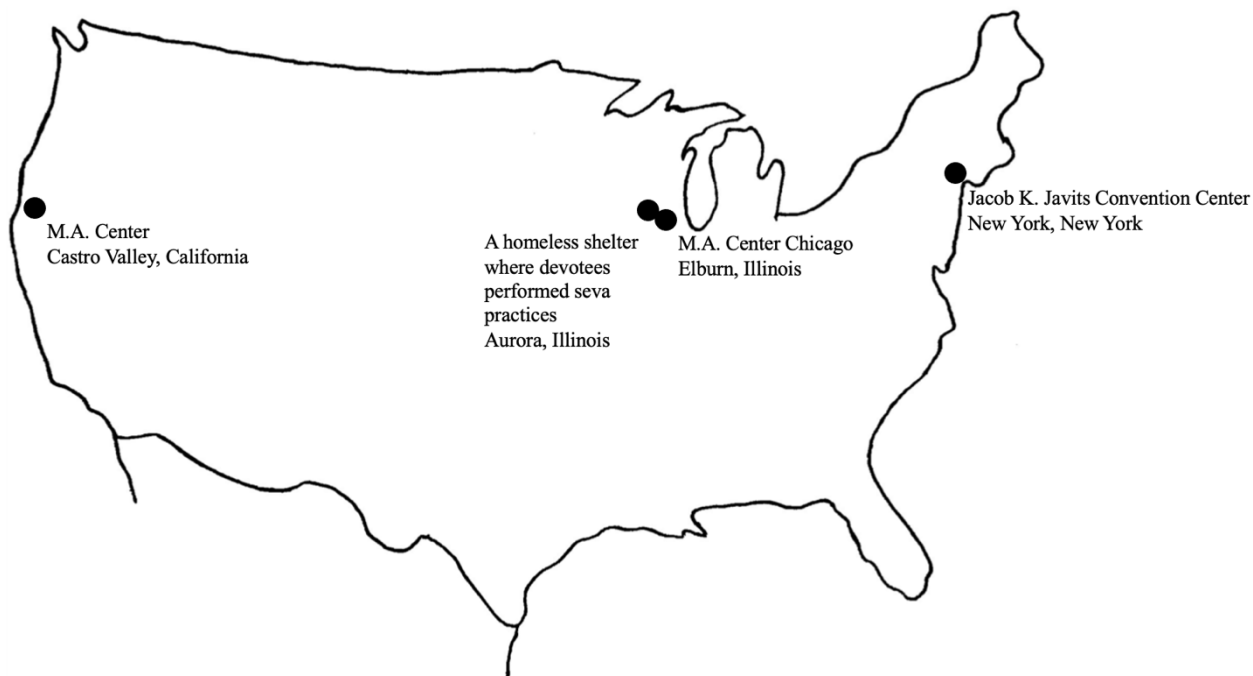 M.A. Center
Castro Valley, California
A homeless shelter
where devotees
performed seva
practices
Aurora, Illinois
M.A. Center Chicago
Elburn, Illinois
Jacob K. Javits Convention Center
New York, New York